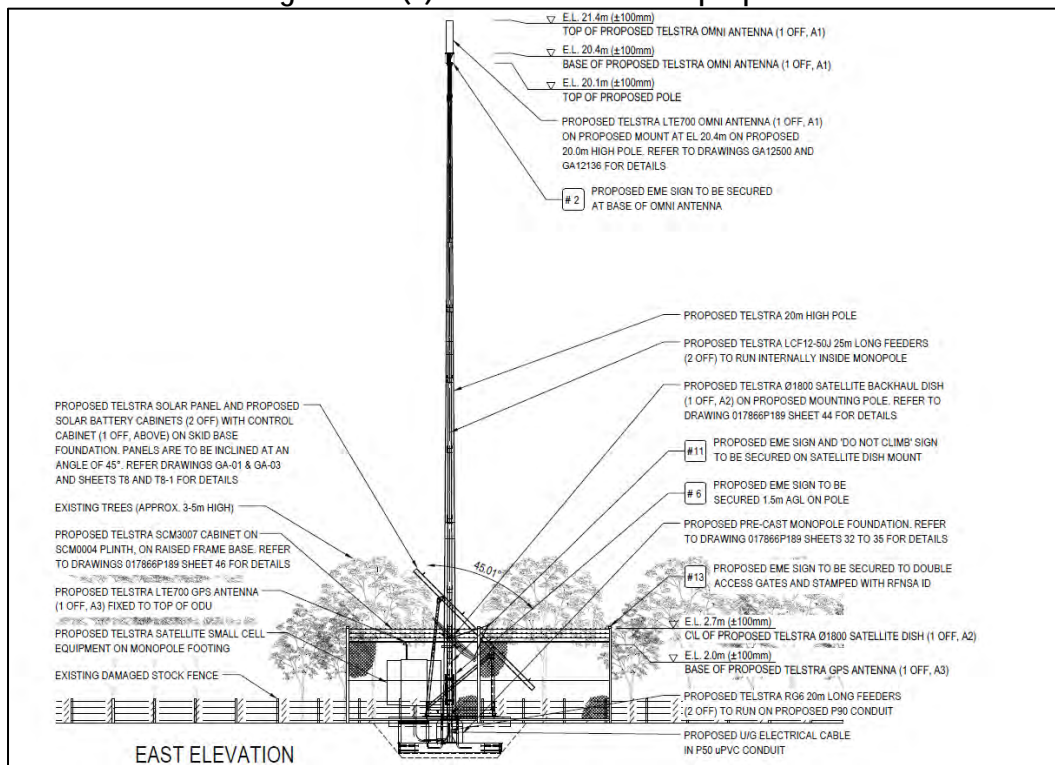 E.L. 21.4m (±100mm)
TOP OF PROPOSED TELSTRA OMNI ANTENNA (1 OFF, A1)
E.L. 20.4m (±100mm)
BASE OF PROPOSED TELSTRA OMNI ANTENNA (1 OFF, A1)
E.L. 20.1m (±100mm)
TOP OF PROPOSED POLE
PROPOSED TELSTRA LTE700 OMNI ANTENNA (1 OFF, A1)
ON PROPOSED MOUNT AT EL 20.4m ON PROPOSED
20.0m HIGH POLE. REFER TO DRAWINGS GA12500 AND
GA12136 FOR DETAILS
# 2
PROPOSED EME SIGN TO BE SECURED
AT BASE OF OMNI ANTENNA
PROPOSED TELSTRA 20m HIGH POLE
PROPOSED TELSTRA LCF12-50J 25m LONG FEEDERS
(2 OFF) TO RUN INTERNALLY INSIDE MONOPOLE
PROPOSED TELSTRA Ø1800 SATELLITE BACKHAUL DISH
(1 OFF, A2) ON PROPOSED MOUNTING POLE. REFER TO
DRAWING 017866P189 SHEET 44 FOR DETAILS
#11
PROPOSED EME SIGN AND 'DO NOT CLIMB' SIGN
TO BE SECURED ON SATELLITE DISH MOUNT
# 6
PROPOSED EME SIGN TO BE
SECURED 1.5m AGL ON POLE
PROPOSED PRE-CAST MONOPOLE FOUNDATION. REFER
TO DRAWING 017866P189 SHEETS 32 TO 35 FOR DETAILS
#13
PROPOSED EME SIGN TO BE SECURED TO DOUBLE
ACCESS GATES AND STAMPED WITH RFNSA ID
E.L. 2.7m (±100mm)
C\L OF PROPOSED TELSTRA Ø1800 SATELLITE DISH (1 OFF, A2)
E.L. 2.0m (±100mm)
BASE OF PROPOSED TELSTRA GPS ANTENNA (1 OFF, A3)
PROPOSED TELSTRA RG6 20m LONG FEEDERS
(2 OFF) TO RUN ON PROPOSED P90 CONDUIT
PROPOSED U/G ELECTRICAL CABLE
IN P50 uPVC CONDUIT
PROPOSED TELSTRA SOLAR PANEL AND PROPOSED
SOLAR BATTERY CABINETS (2 OFF) WITH CONTROL
CABINET (1 OFF, ABOVE) ON SKID BASE
FOUNDATION. PANELS ARE TO BE INCLINED AT AN
ANGLE OF 45°. REFER DRAWINGS GA-01 & GA-03
AND SHEETS T8 AND T8-1 FOR DETAILS
EXISTING TREES (APPROX. 3-5m HIGH)
PROPOSED TELSTRA SCM3007 CABINET ON
SCM0004 PLINTH, ON RAISED FRAME BASE. REFER
TO DRAWINGS 017866P189 SHEET 46 FOR DETAILS
PROPOSED TELSTRA LTE700 GPS ANTENNA
(1 OFF, A3) FIXED TO TOP OF ODU
PROPOSED TELSTRA SATELLITE SMALL CELL
EQUIPMENT ON MONOPOLE FOOTING
EXISTING DAMAGED STOCK FENCE
45.01°
EAST ELEVATION